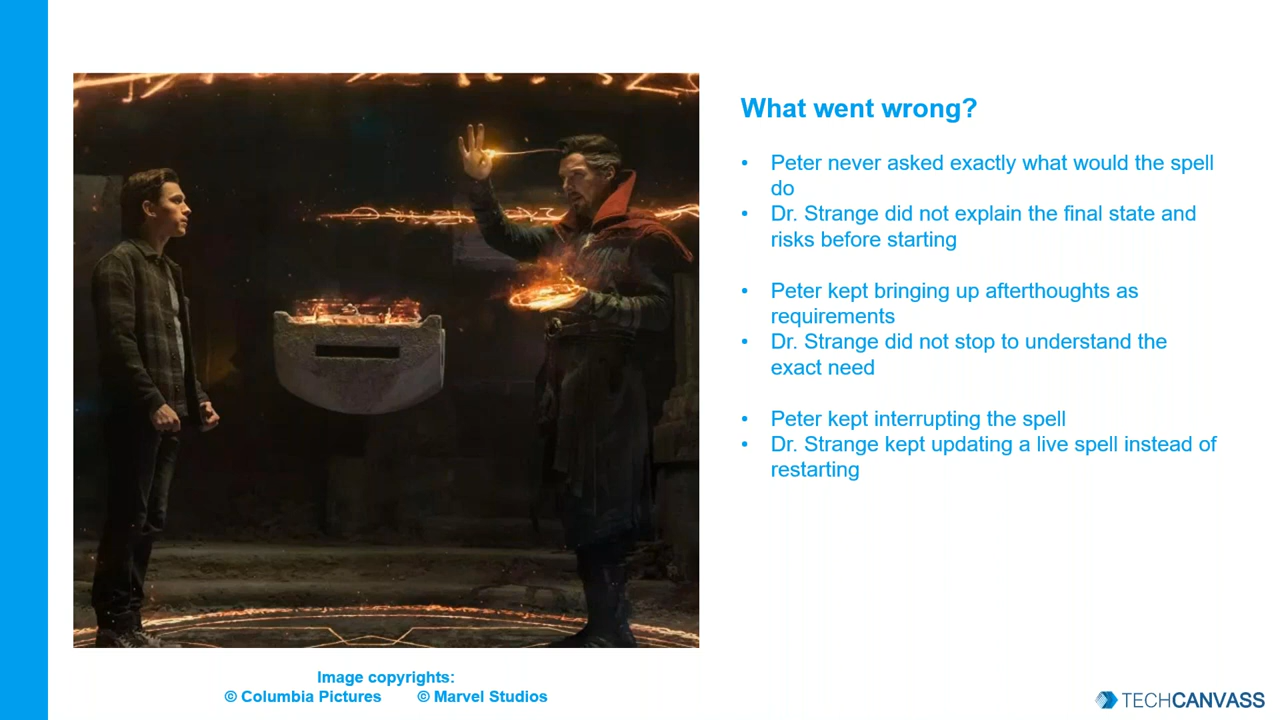 What went wrong?
• Peter never asked exactly what would the spell
do
• Dr. Strange did not explain the final state and
risks before starting
• Peter kept bringing up afterthoughts as
requirements
• Dr. Strange did not stop to understand the
exact need
• Peter kept interrupting the spell
• Dr. Strange kept updating a live spell instead of
restarting
Image copyrights:
© Columbia Pictures © Marvel Studios
TECHCANVASS